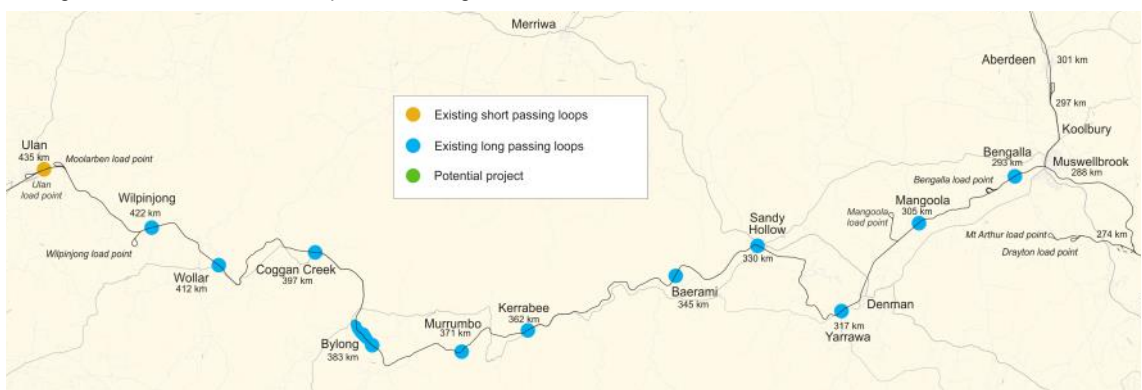 Merriwa
Aberdeen
301 km
297 km
Koolbury
Existing short passing loops
Existing long passing loops
Potential project
Ulan
435 km
Moolarben load point
Ulan
load point
Wilpinjong
422 km
Wilpinjong load point
Wollar
412 km
Coggan Creek
397 km
Bylong
383 km
Murrumbo
371 km
Kerrabee
362 km
Baerami
345 km
Sandy
Hollow
330 km
Denman
317 km
Yarrawa
Mangoola
305 km
Mangoola
load point
Bengalla
293 km
Bengalla load point
Muswellbrook
288 km
Mt Arthur load point
274 km
Drayton load point